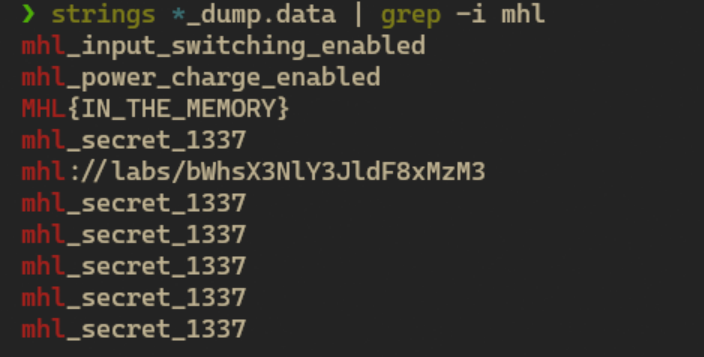 ❯ strings *_dump.data | grep -i mhl
mhl_input_switching_enabled
mhl_power_charge_enabled
MHL{IN_THE_MEMORY}
mhl_secret_1337
mhl://labs/bWhsX3NlY3JldF8xMzM3
mhl_secret_1337
mhl_secret_1337
mhl_secret_1337
mhl_secret_1337
mhl_secret_1337